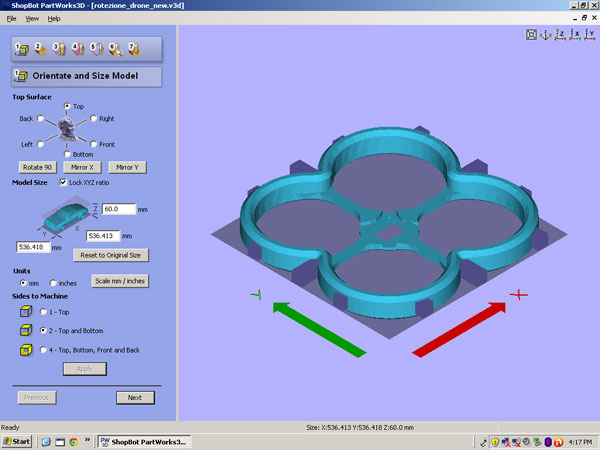 ShopBot PartWorks3D - [rotezione_drone_new.v3d]
File View Help
1 2 3 4 5 6 7
1 Orientate and Size Model
Top Surface
Top
Back Right
Left Front
Bottom
Rotate 90 Mirror X Mirror Y
Model Size Lock XYZ ratio
Z 60.0 mm
Y X 536.413 mm
536.418 mm
Reset to Original Size
Units
mm inches Scale mm / inches
Sides to Machine
1 - Top
2 - Top and Bottom
4 - Top, Bottom, Front and Back
Apply
Previous Next
Z X Y
Y X
Ready Size: X:536.413 Y:536.418 Z:60.0 mm
Start » PW 3D ShopBot PartWorks3... 4:17 PM